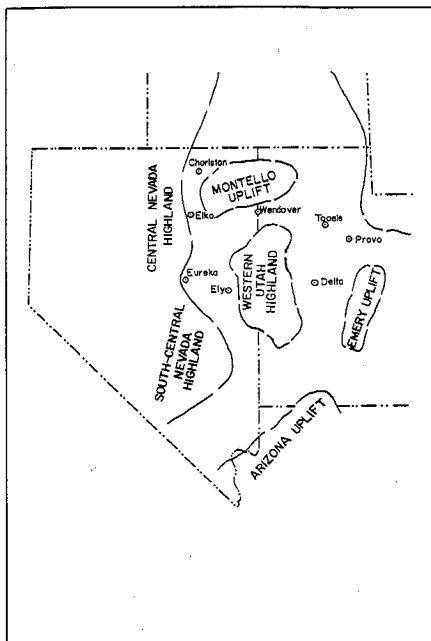 Charlston
MONTELLO
UPLIFT
CENTRAL NEVADA
HIGHLAND
Elko
Wendover
Tooele
Provo
Eureka
Ely
WESTERN
UTAH
HIGHLAND
Delta
EMERY UPLIFT
SOUTH-CENTRAL
NEVADA
HIGHLAND
ARIZONA UPLIFT